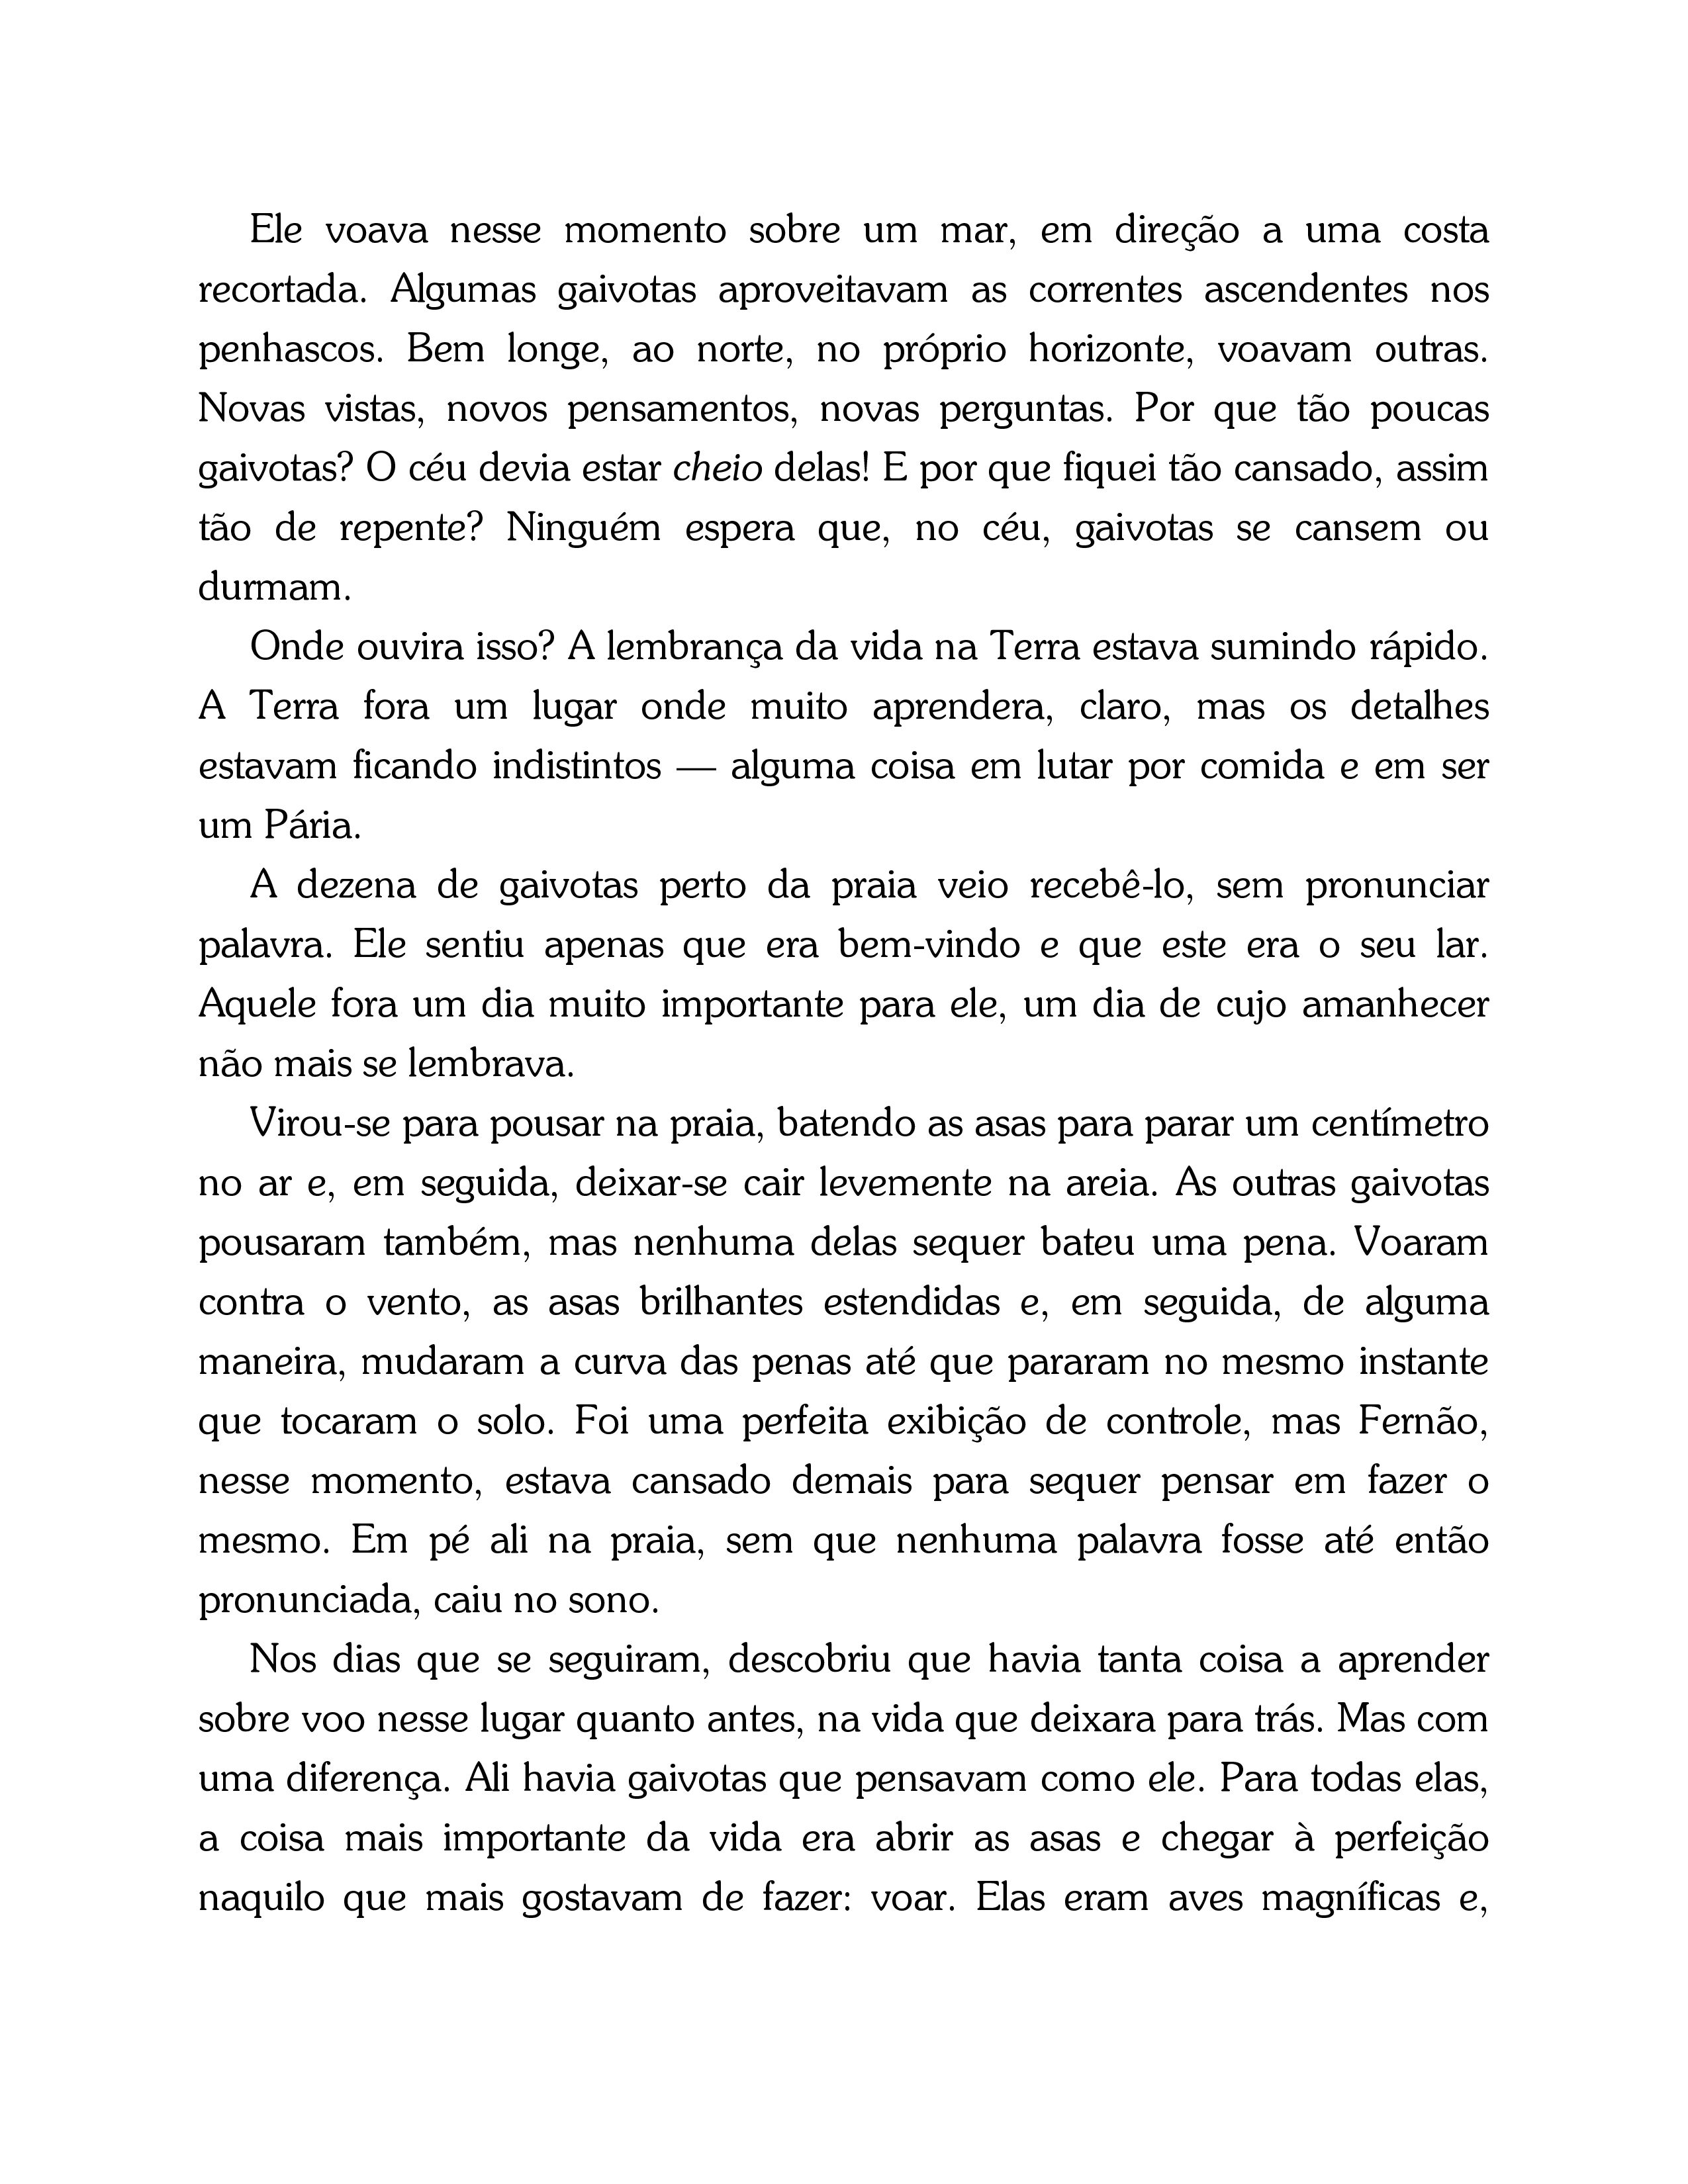 Ele voava nesse momento sobre um mar, em direção a uma costa
recortada. Algumas gaivotas aproveitavam as correntes ascendentes nos
penhascos. Bem longe, ao norte, no próprio horizonte, voavam outras.
Novas vistas, novos pensamentos, novas perguntas. Por que tão poucas
gaivotas? O céu devia estar cheio delas! E por que fiquei tão cansado, assim
tão de repente? Ninguém espera que, no céu, gaivotas se cansem ou
durmam.
Onde ouvira isso? A lembrança da vida na Terra estava sumindo rápido.
A Terra fora um lugar onde muito aprendera, claro, mas os detalhes
estavam ficando indistintos — alguma coisa em lutar por comida e em ser
um Pária.
A dezena de gaivotas perto da praia veio recebê-lo, sem pronunciar
palavra. Ele sentiu apenas que era bem-vindo e que este era o seu lar.
Aquele fora um dia muito importante para ele, um dia de cujo amanhecer
não mais se lembrava.
Virou-se para pousar na praia, batendo as asas para parar um centímetro
no ar e, em seguida, deixar-se cair levemente na areia. As outras gaivotas
pousaram também, mas nenhuma delas sequer bateu uma pena. Voaram
contra o vento, as asas brilhantes estendidas e, em seguida, de alguma
maneira, mudaram a curva das penas até que pararam no mesmo instante
que tocaram o solo. Foi uma perfeita exibição de controle, mas Fernão,
nesse momento, estava cansado demais para sequer pensar em fazer o
mesmo. Em pé ali na praia, sem que nenhuma palavra fosse até então
pronunciada, caiu no sono.
Nos dias que se seguiram, descobriu que havia tanta coisa a aprender
sobre voo nesse lugar quanto antes, na vida que deixara para trás. Mas com
uma diferença. Ali havia gaivotas que pensavam como ele. Para todas elas,
a coisa mais importante da vida era abrir as asas e chegar à perfeição
naquilo que mais gostavam de fazer: voar. Elas eram aves magníficas e,